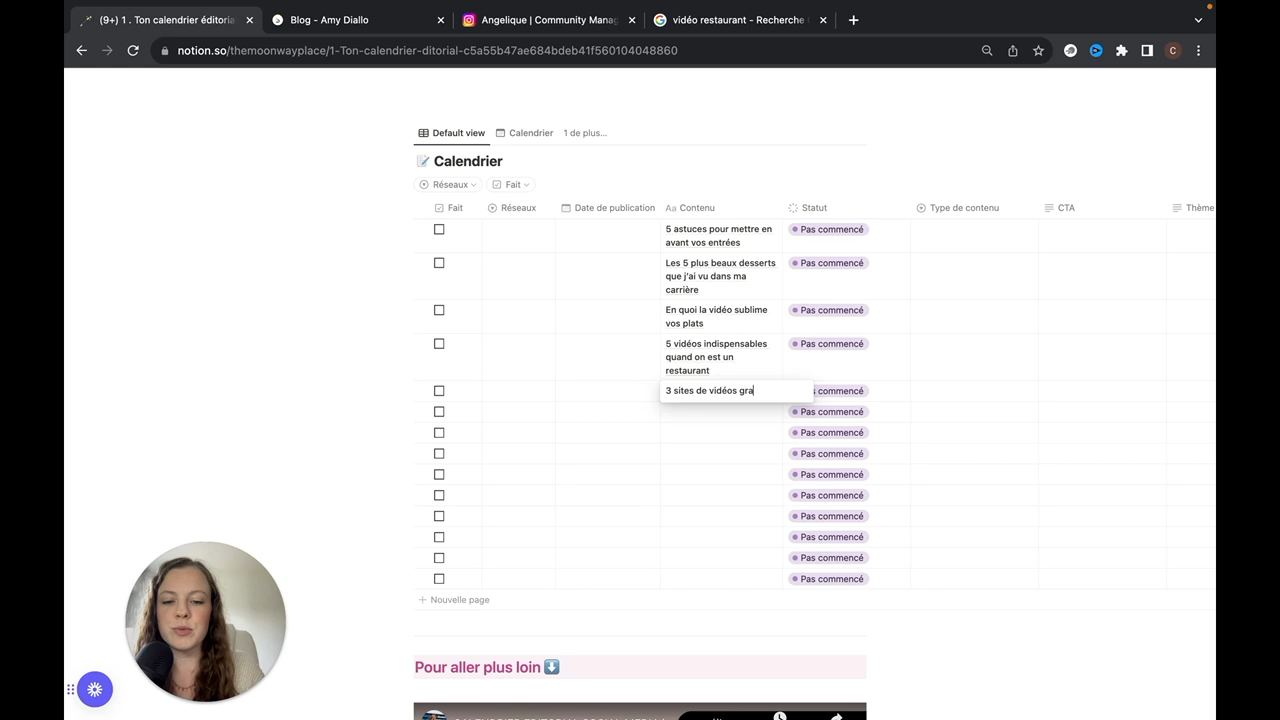 (9+) 1 . Ton calendrier éditoria
Blog - Amy Diallo
Angelique | Community Manag
vidéo restaurant - Recherche
notion.so/themoonwayplace/1-Ton-calendrier-ditorial-c5a55b47ae684bdeb41f560104048860
C
Default view
Calendrier
1 de plus...
Calendrier
Réseaux
Fait
Fait
Réseaux
Date de publication
Aa Contenu
Statut
Type de contenu
CTA
Thème
5 astuces pour mettre en
avant vos entrées
Pas commencé
Les 5 plus beaux desserts
que j'ai vu dans ma
carrière
Pas commencé
En quoi la vidéo sublime
vos plats
Pas commencé
5 vidéos indispensables
quand on est un
restaurant
Pas commencé
3 sites de vidéos gra
s commencé
Pas commencé
Pas commencé
Pas commencé
Pas commencé
Pas commencé
Pas commencé
Pas commencé
Pas commencé
Pas commencé
+ Nouvelle page
Pour aller plus loin